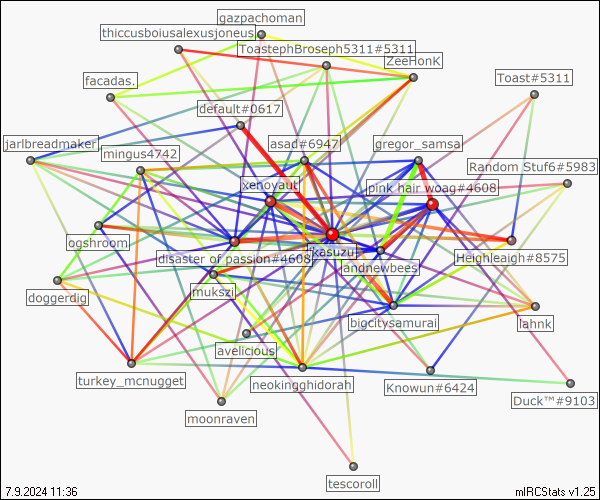 gazpachoman
thiccusboiusalexusjoneus
ToastephBroseph5311#5311
ZeeHonK
facadas.
Toast#5311
default#0617
jarlbreadmaker
mingus4742
asad#6947
gregor_samsa
Random Stuf6#5983
xenoyaut
pink hair woag#4608
ogshroom
kasuzu
disaster of passion#4608
Heighleaigh#8575
andnewbees
mukszi
doggerdig
bigcitysamurai
lahnk
avelicious
turkey_mcnugget
neokingghidorah
Knowun#6424
Duck™#9103
moonraven
tescoroll
7.9.2024 11:36
mIRCStats v1.25